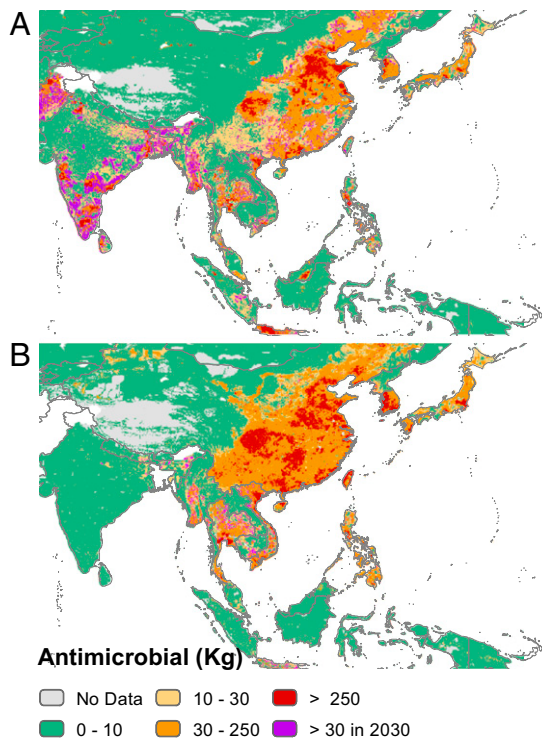 A
B
Antimicrobial (Kg)
No Data 10 - 30 > 250
0 - 10 30 - 250 > 30 in 2030